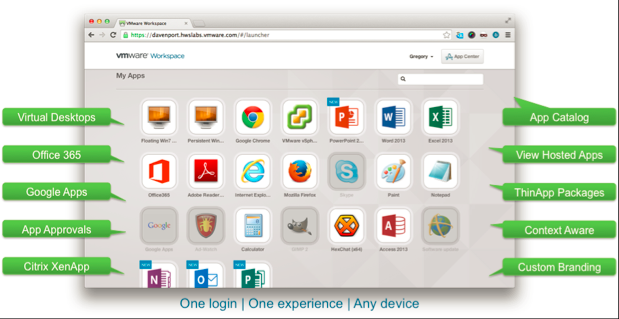 VMware Workspace
https://davenport.hwslabs.vmware.com/#/launcher
vmware Workspace
Gregory
App Center
My Apps
NEW
Floating Win7 ...
Persistent Win...
Google Chrome
VMware vSph...
PowerPoint 2...
Word 2013
Excel 2013
Office365
Adobe Reader...
Internet Explo...
Mozilla Firefox
Skype
Paint
Notepad
Google
Google Apps
Calculator
GIMP 2
HexChat (x64)
Access 2013
NEW
NEW
NEW
Virtual Desktops
Office 365
Google Apps
App Approvals
Citrix XenApp
App Catalog
View Hosted Apps
ThinApp Packages
Context Aware
Custom Branding
One login | One experience | Any device